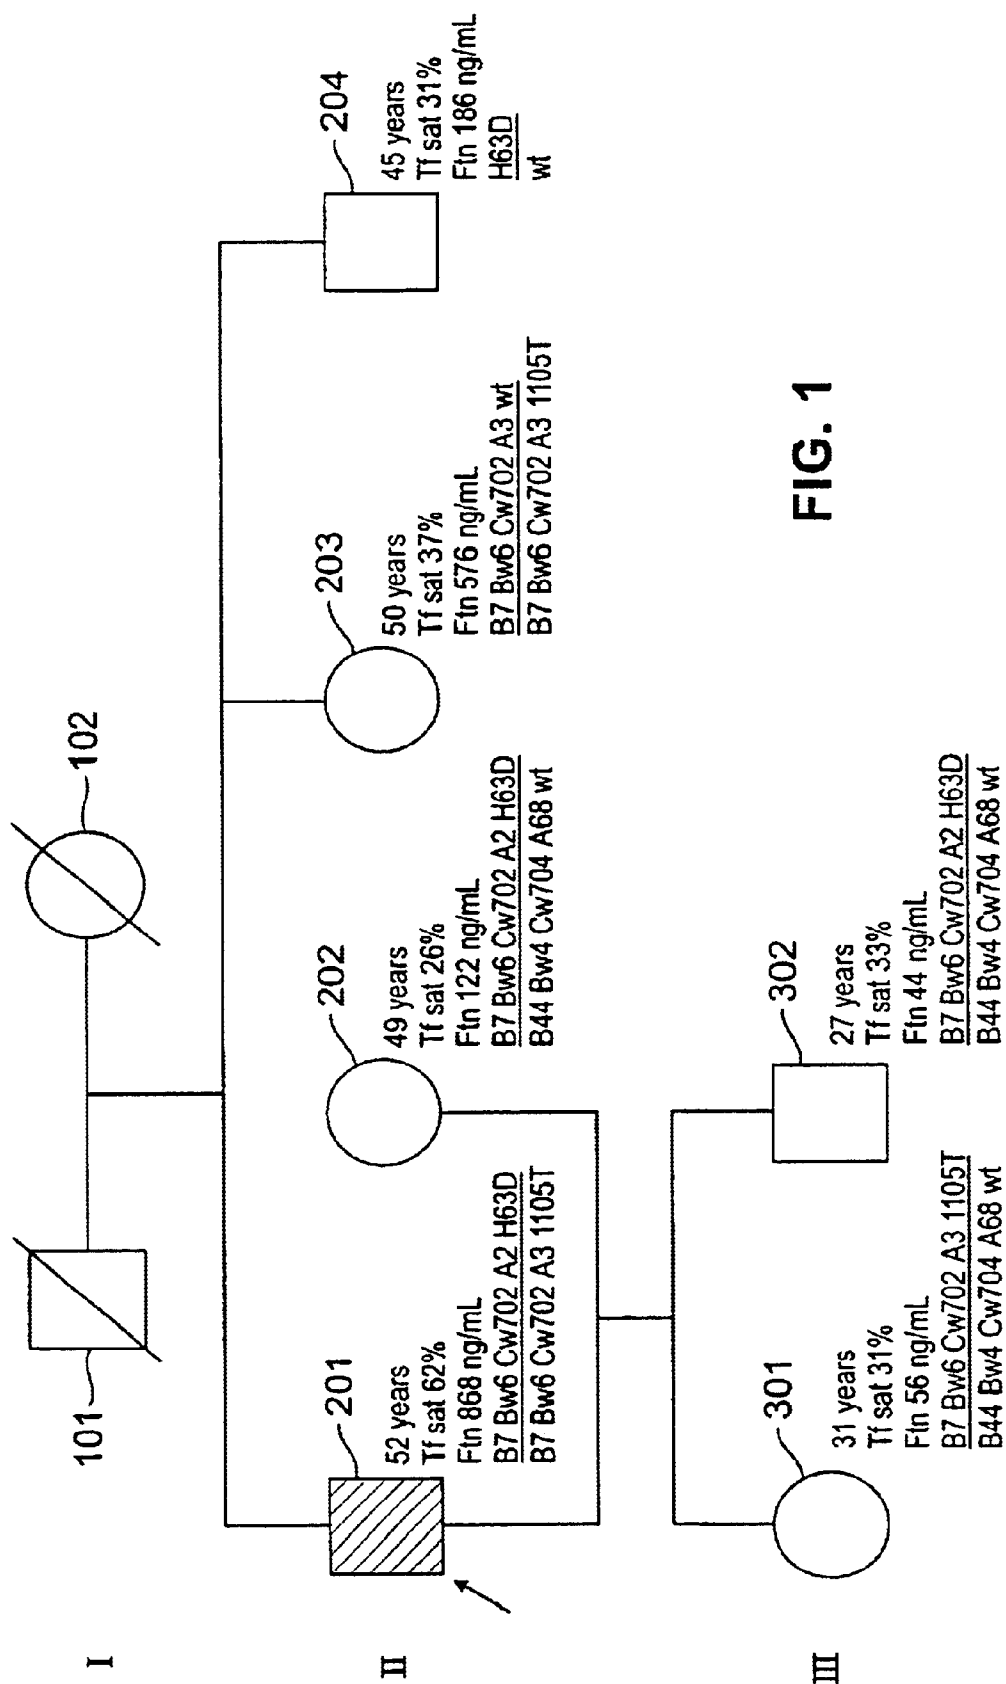 I
101
102
II
201
52 years
Tf sat 62%
Ftn 868 ng/mL
B7 Bw6 Cw702 A2 H63D
B7 Bw6 Cw702 A3 1105T
202
49 years
Tf sat 26%
Ftn 122 ng/mL
B7 Bw6 Cw702 A2 H63D
B44 Bw4 Cw704 A68 wt
203
50 years
Tf sat 37%
Ftn 576 ng/mL
B7 Bw6 Cw702 A3 wt
B7 Bw6 Cw702 A3 1105T
204
45 years
Tf sat 31%
Ftn 186 ng/mL
H63D
wt
III
301
31 years
Tf sat 31%
Ftn 56 ng/mL
B7 Bw6 Cw702 A3 1105T
B44 Bw4 Cw704 A68 wt
302
27 years
Tf sat 33%
Ftn 44 ng/mL
B7 Bw6 Cw702 A2 H63D
B44 Bw4 Cw704 A68 wt
FIG. 1